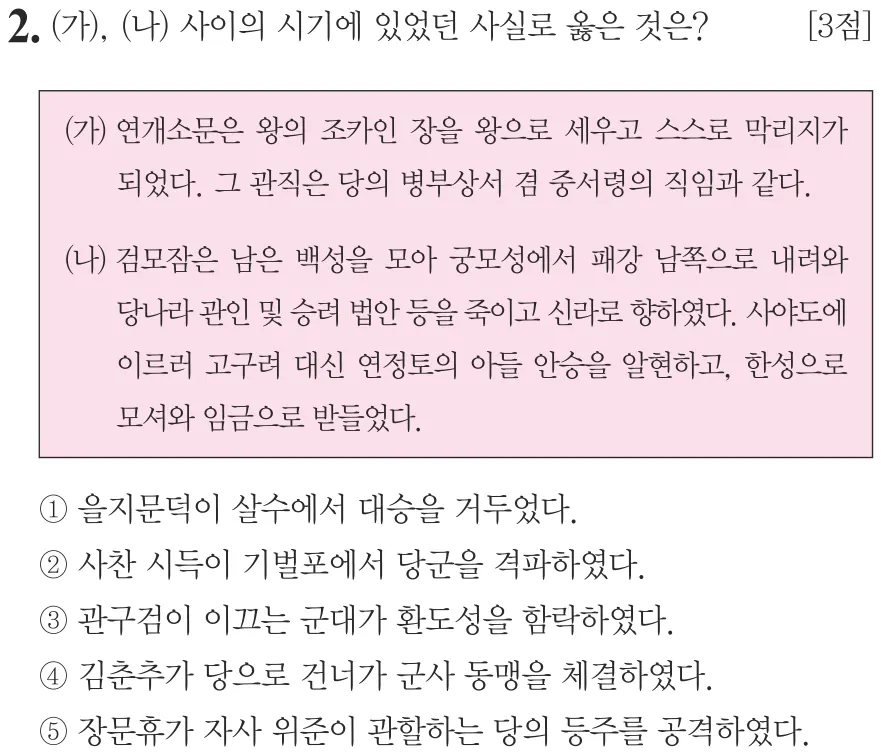 2. (가), (나) 사이의 시기에 있었던 사실로 옳은 것은? [3점]
(가) 연개소문은 왕의 조카인 장을 왕으로 세우고 스스로 막리지가
되었다. 그 관직은 당의 병부상서 겸 중서령의 직임과 같다.
(나) 검모잠은 남은 백성을 모아 궁모성에서 패강 남쪽으로 내려와
당나라 관인 및 승려 법안 등을 죽이고 신라로 향하였다. 사야도에
이르러 고구려 대신 연정토의 아들 안승을 알현하고, 한성으로
모셔와 임금으로 받들었다.
① 을지문덕이 살수에서 대승을 거두었다.
② 사찬 시득이 기벌포에서 당군을 격파하였다.
③ 관구검이 이끄는 군대가 환도성을 함락하였다.
④ 김춘추가 당으로 건너가 군사 동맹을 체결하였다.
⑤ 장문휴가 자사 위준이 관할하는 당의 등주를 공격하였다.